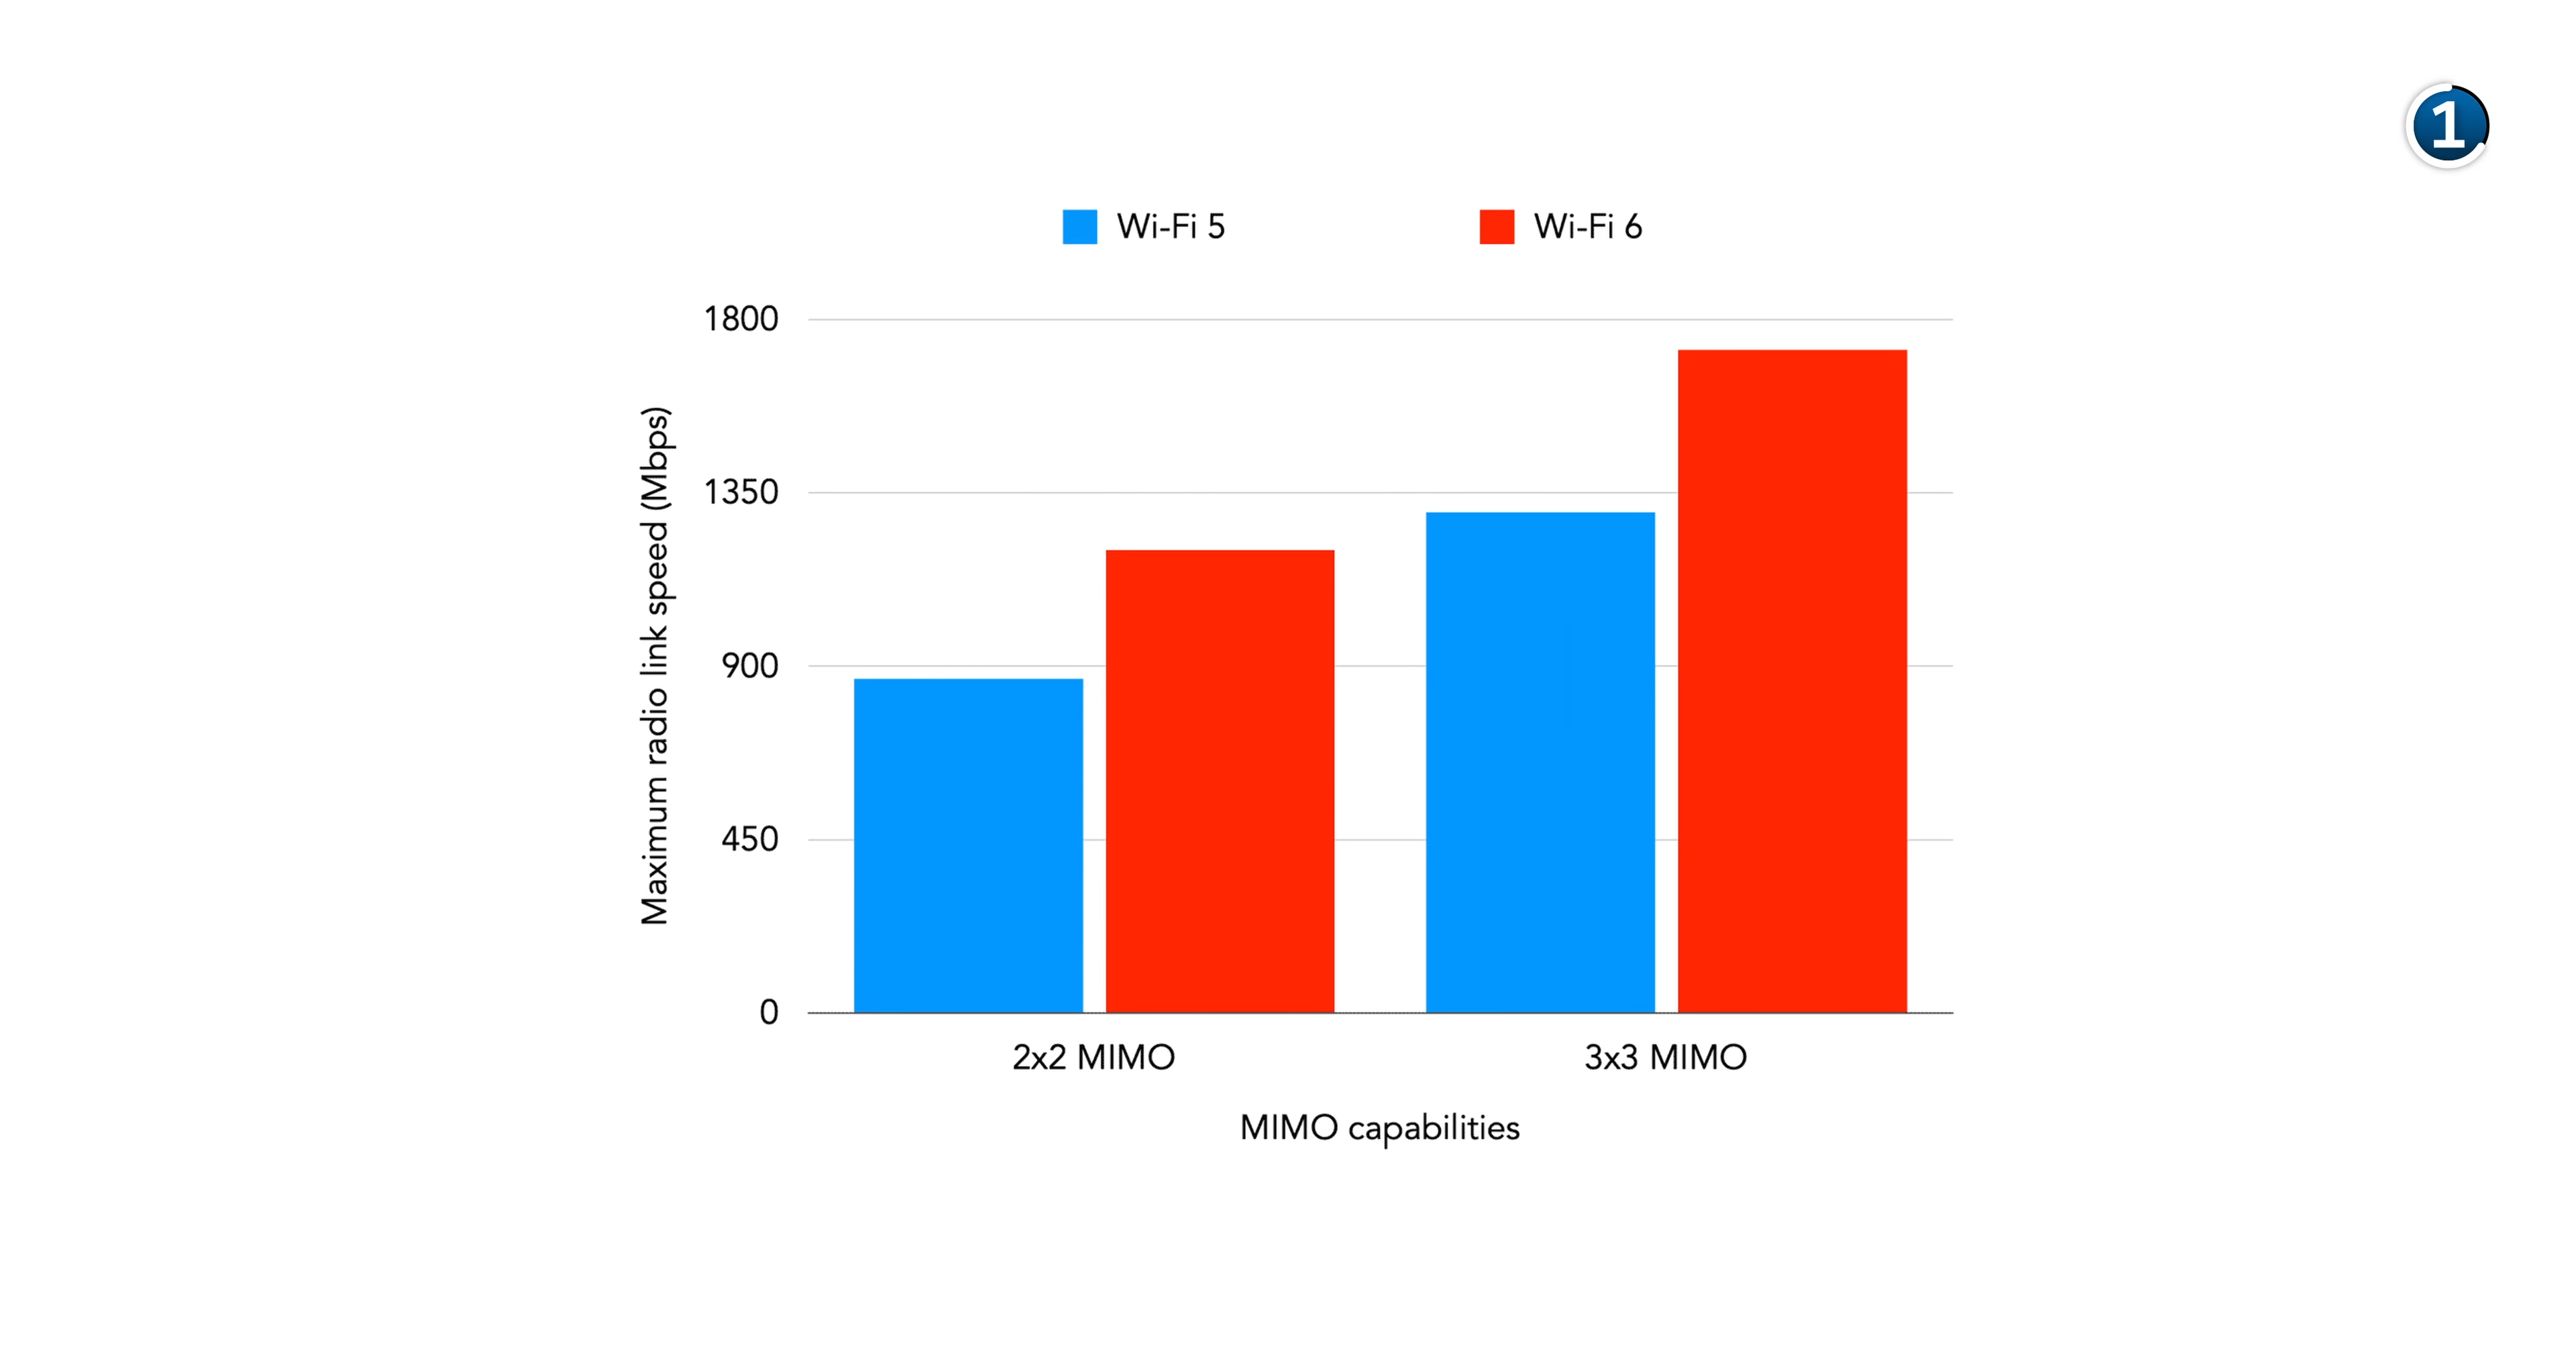 1
Wi-Fi 5
Wi-Fi 6
1800
1350
900
450
0
Maximum radio link speed (Mbps)
2x2 MIMO
3x3 MIMO
MIMO capabilities